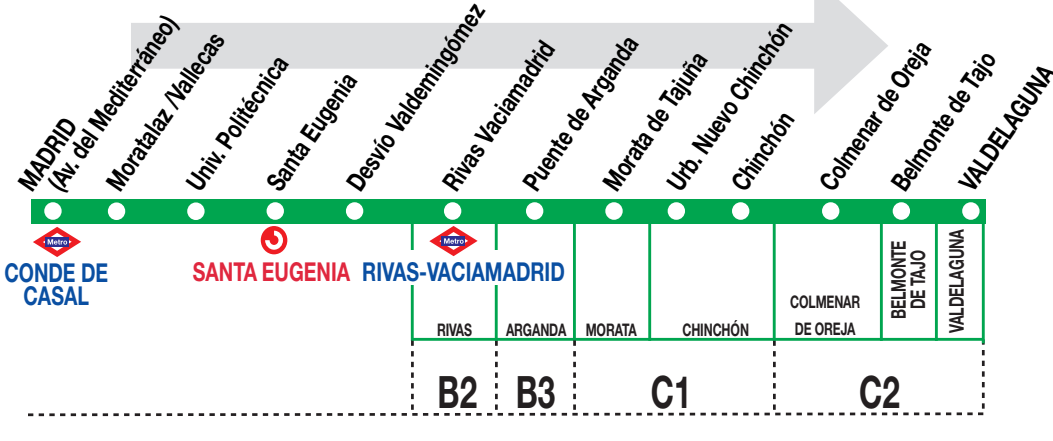 MADRID
(Av. del Mediterráneo)
Moratalaz /Nallecas
Univ. Politécnica
Santa Eugenia
Desvío Valdemingómez
Rivas Vaciamadrid
Puente de Arganda
Morata de Tajuña
Urb. Nuevo Chinchón
Chinchón
Colmenar de Oreja
Belmonte de Tajo
VALDELAGUNA
Metro
CONDE DE
CASAL
SANTA EUGENIA
Metro
RIVAS-VACIAMADRID
RIVAS
ARGANDA
MORATA
CHINCHÓN
COLMENAR
DE OREJA
BELMONTE
DE TAJO
VALDELAGUNA
B2
B3
C1
C2